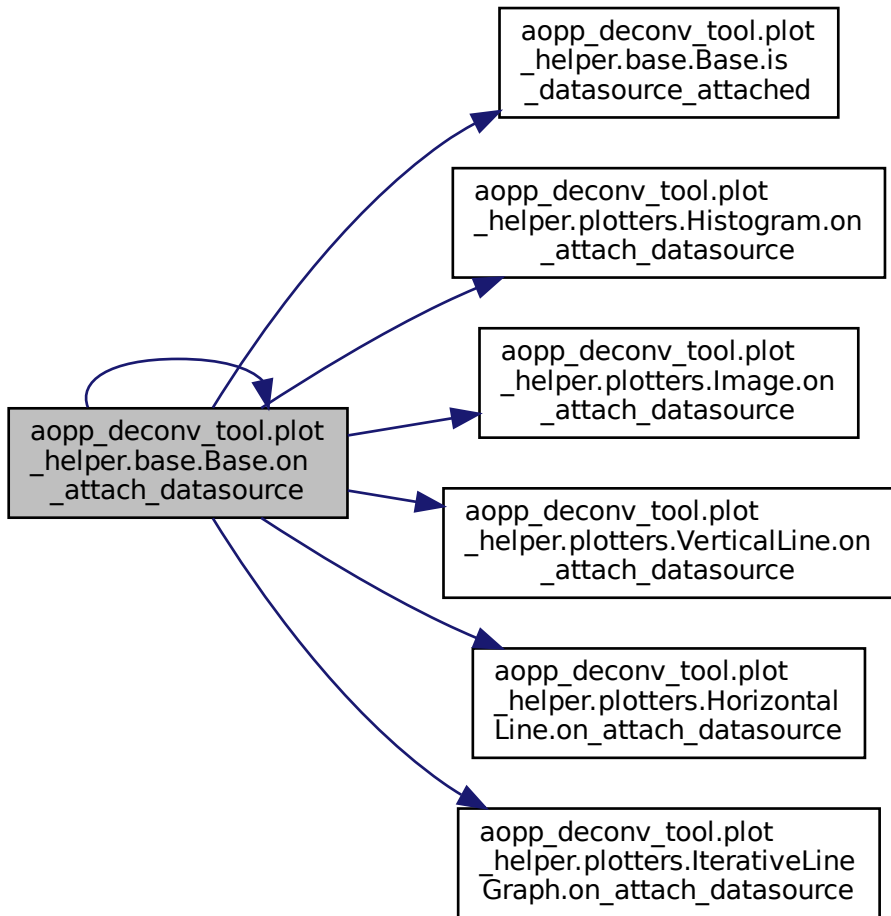 aopp_deconv_tool.plot
_helper.base.Base.is
_datasource_attached
aopp_deconv_tool.plot
_helper.plotters.Histogram.on
_attach_datasource
aopp_deconv_tool.plot
_helper.plotters.Image.on
_attach_datasource
aopp_deconv_tool.plot
_helper.base.Base.on
_attach_datasource
aopp_deconv_tool.plot
_helper.plotters.VerticalLine.on
_attach_datasource
aopp_deconv_tool.plot
_helper.plotters.Horizontal
Line.on_attach_datasource
aopp_deconv_tool.plot
_helper.plotters.IterativeLine
Graph.on_attach_datasource